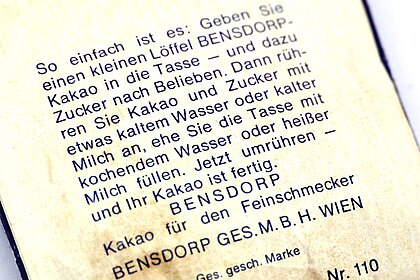 So einfach ist es: Geben Sie
einen kleinen Löffel BENSDORP-
Kakao in die Tasse – und dazu
Zucker nach Belieben. Dann rüh-
ren Sie Kakao und Zucker mit
etwas kaltem Wasser oder kalter
Milch an, ehe Sie die Tasse mit
kochendem Wasser oder heißer
Milch füllen. Jetzt umrühren –
und Ihr Kakao ist fertig.
BENSDORP
Kakao für den Feinschmecker
BENSDORP GES.M.B.H. WIEN
Ges. gesch. Marke
Nr. 110